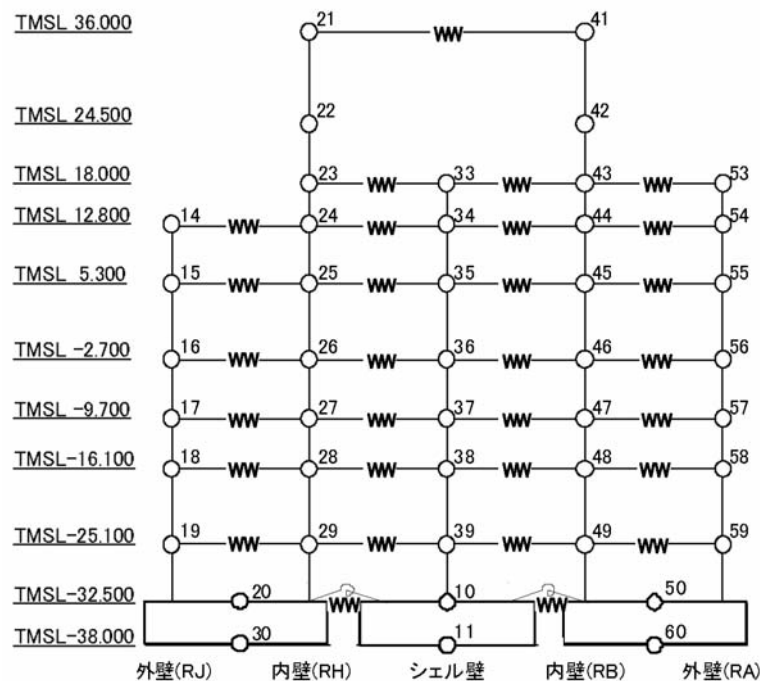 TMSL 36.000 21 41
TMSL 24.500 22 42
TMSL 18.000 23 33 43 53
TMSL 12.800 14 24 34 44 54
TMSL 5.300 15 25 35 45 55
TMSL -2.700 16 26 36 46 56
TMSL -9.700 17 27 37 47 57
TMSL-16.100 18 28 38 48 58
TMSL-25.100 19 29 39 49 59
TMSL-32.500 20 10 50
TMSL-38.000 30 11 60
外壁(RJ) 内壁(RH) シェル壁 内壁(RB) 外壁(RA)